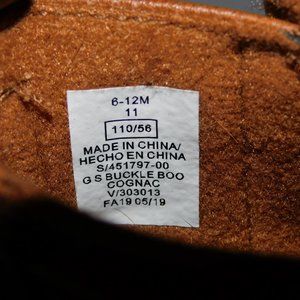 6-12M
11
110/56
MADE IN CHINA/
HECHO EN CHINA
S/451797-00
G S BUCKLE BOO
COGNAC
V/303013
FA19 05/19